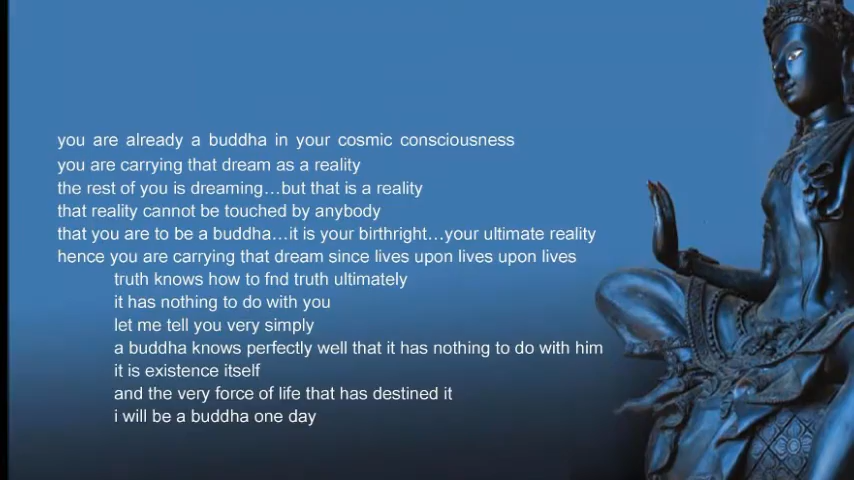 you are already a buddha in your cosmic consciousness
you are carrying that dream as a reality
the rest of you is dreaming...but that is a reality
that reality cannot be touched by anybody
that you are to be a buddha...it is your birthright...your ultimate reality
hence you are carrying that dream since lives upon lives upon lives
truth knows how to fnd truth ultimately
it has nothing to do with you
let me tell you very simply
a buddha knows perfectly well that it has nothing to do with him
it is existence itself
and the very force of life that has destined it
i will be a buddha one day